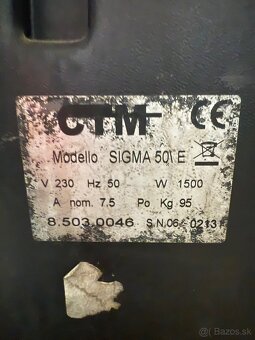 CTM CE
Modello SIGMA 50\ E
V 230 Hz 50 W 1500
A nom. 7.5 Po Kg 95
8.503.0046 S.N.06/ 0213
Bazos.sk